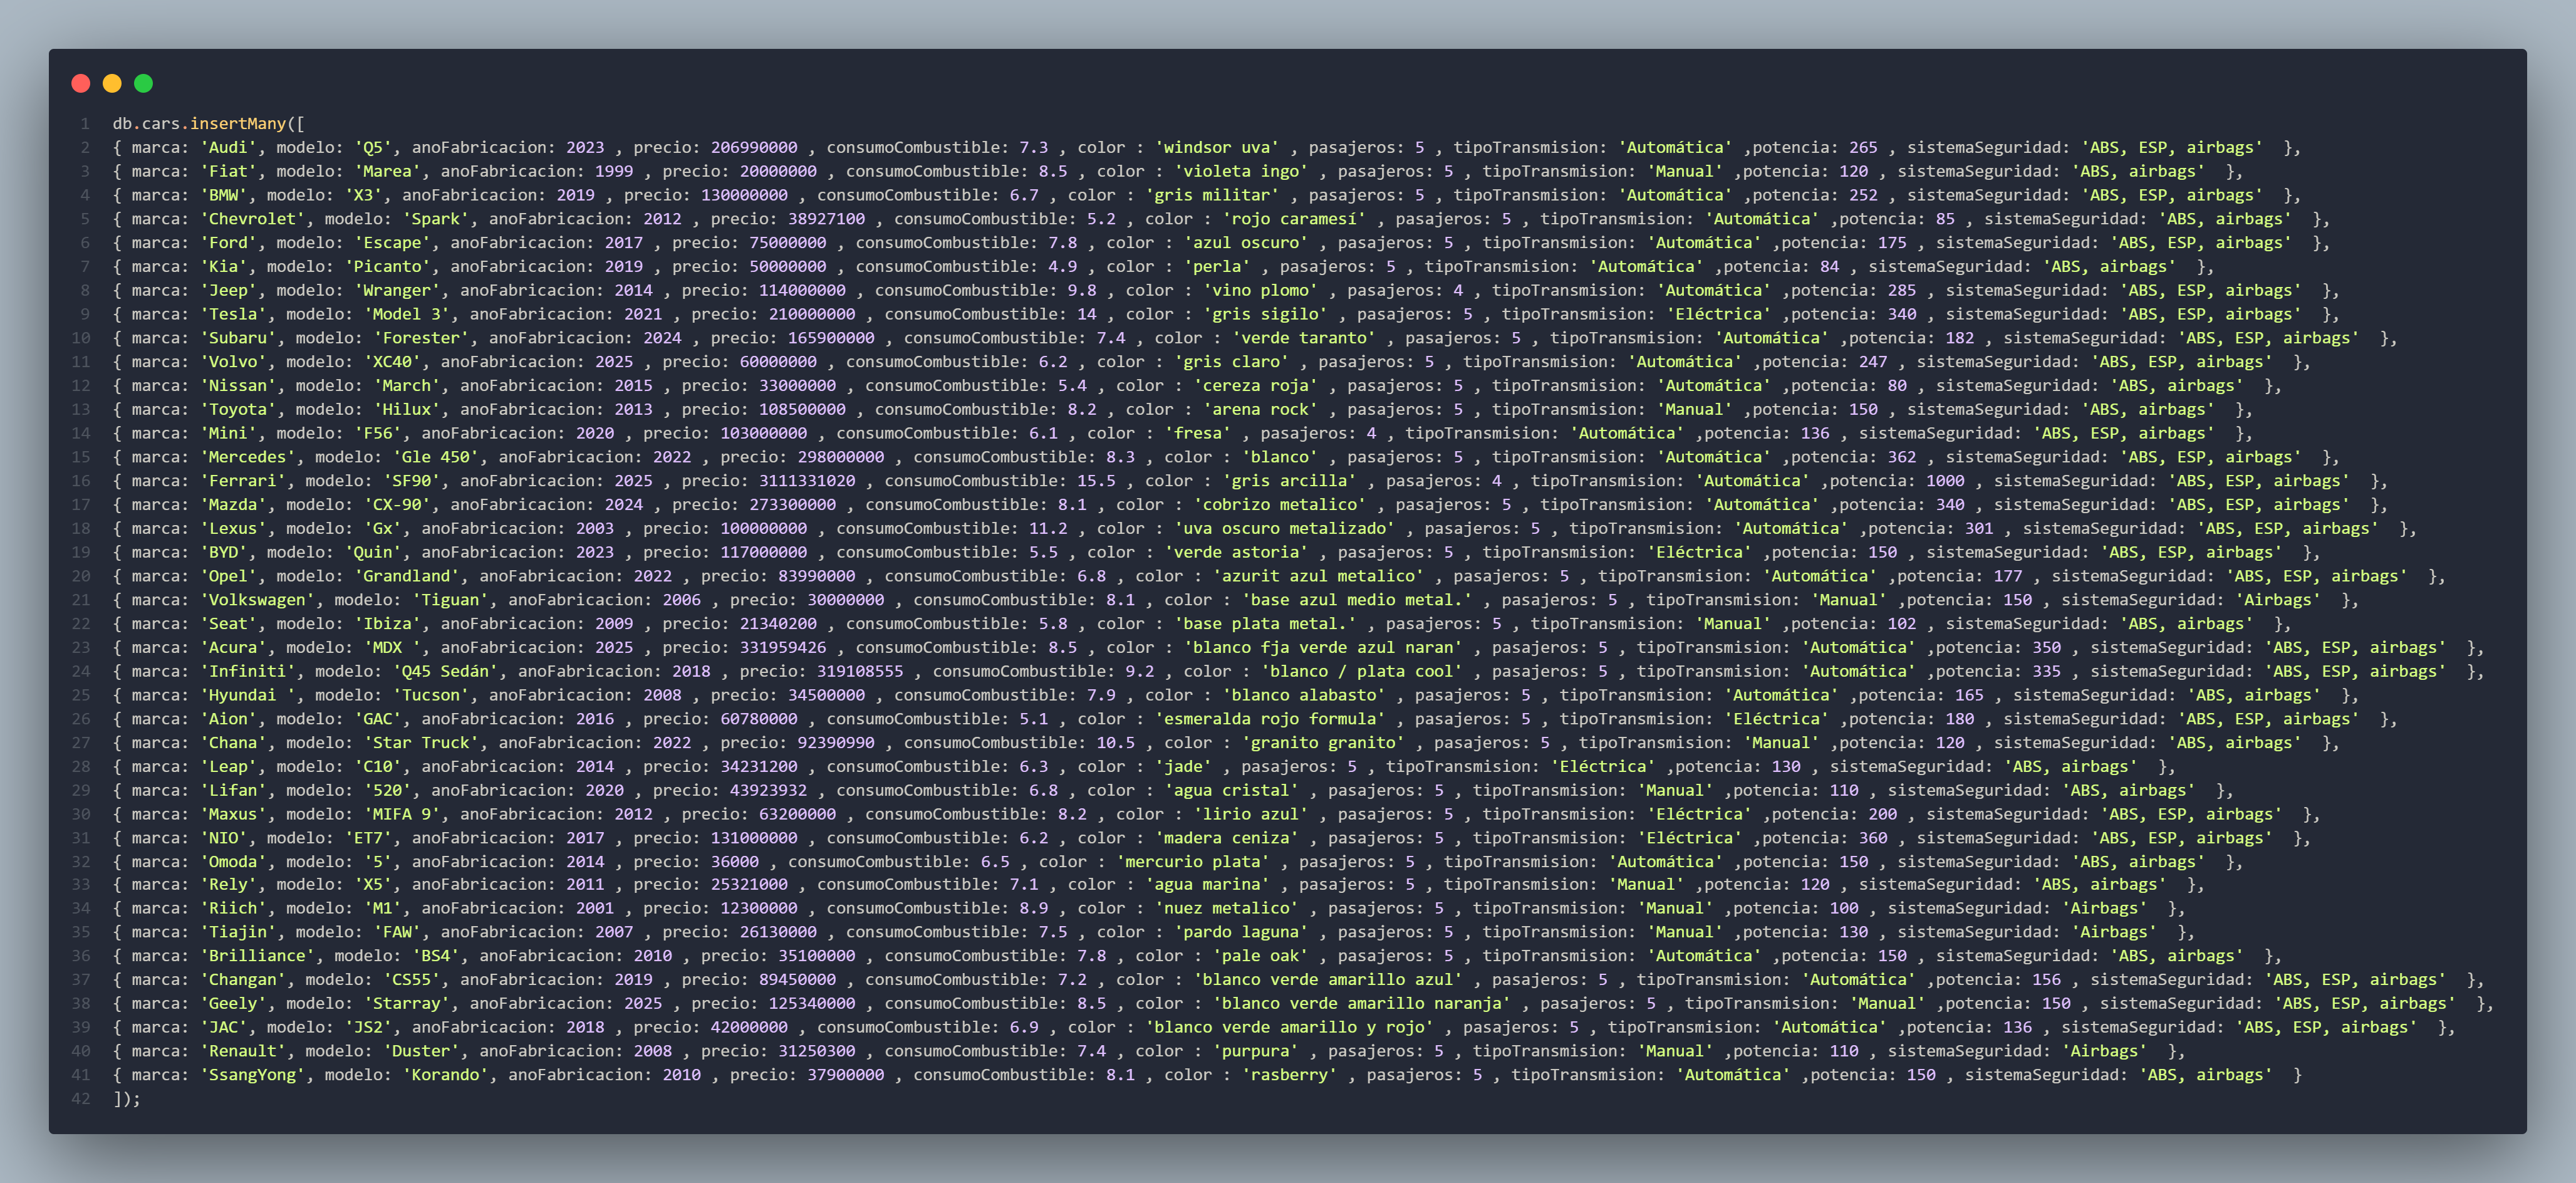 1 db.cars.insertMany([
2 { marca: 'Audi', modelo: 'Q5', anoFabricacion: 2023 , precio: 206990000 , consumoCombustible: 7.3 , color : 'windsor uva' , pasajeros: 5 , tipoTransmision: 'Automática' ,potencia: 265 , sistemaSeguridad: 'ABS, ESP, airbags'  },
3 { marca: 'Fiat', modelo: 'Marea', anoFabricacion: 1999 , precio: 20000000 , consumoCombustible: 8.5 , color : 'violeta ingo' , pasajeros: 5 , tipoTransmision: 'Manual' ,potencia: 120 , sistemaSeguridad: 'ABS, airbags'  },
4 { marca: 'BMW', modelo: 'X3', anoFabricacion: 2019 , precio: 130000000 , consumoCombustible: 6.7 , color : 'gris militar' , pasajeros: 5 , tipoTransmision: 'Automática' ,potencia: 252 , sistemaSeguridad: 'ABS, ESP, airbags'  },
5 { marca: 'Chevrolet', modelo: 'Spark', anoFabricacion: 2012 , precio: 38927100 , consumoCombustible: 5.2 , color : 'rojo caramesí' , pasajeros: 5 , tipoTransmision: 'Automática' ,potencia: 85 , sistemaSeguridad: 'ABS, airbags'  },
6 { marca: 'Ford', modelo: 'Escape', anoFabricacion: 2017 , precio: 75000000 , consumoCombustible: 7.8 , color : 'azul oscuro' , pasajeros: 5 , tipoTransmision: 'Automática' ,potencia: 175 , sistemaSeguridad: 'ABS, ESP, airbags'  },
7 { marca: 'Kia', modelo: 'Picanto', anoFabricacion: 2019 , precio: 50000000 , consumoCombustible: 4.9 , color : 'perla' , pasajeros: 5 , tipoTransmision: 'Automática' ,potencia: 84 , sistemaSeguridad: 'ABS, airbags'  },
8 { marca: 'Jeep', modelo: 'Wranger', anoFabricacion: 2014 , precio: 114000000 , consumoCombustible: 9.8 , color : 'vino plomo' , pasajeros: 4 , tipoTransmision: 'Automática' ,potencia: 285 , sistemaSeguridad: 'ABS, ESP, airbags'  },
9 { marca: 'Tesla', modelo: 'Model 3', anoFabricacion: 2021 , precio: 210000000 , consumoCombustible: 14 , color : 'gris sigilo' , pasajeros: 5 , tipoTransmision: 'Eléctrica' ,potencia: 340 , sistemaSeguridad: 'ABS, ESP, airbags'  },
10 { marca: 'Subaru', modelo: 'Forester', anoFabricacion: 2024 , precio: 165900000 , consumoCombustible: 7.4 , color : 'verde taranto' , pasajeros: 5 , tipoTransmision: 'Automática' ,potencia: 182 , sistemaSeguridad: 'ABS, ESP, airbags'  },
11 { marca: 'Volvo', modelo: 'XC40', anoFabricacion: 2025 , precio: 60000000 , consumoCombustible: 6.2 , color : 'gris claro' , pasajeros: 5 , tipoTransmision: 'Automática' ,potencia: 247 , sistemaSeguridad: 'ABS, ESP, airbags'  },
12 { marca: 'Nissan', modelo: 'March', anoFabricacion: 2015 , precio: 33000000 , consumoCombustible: 5.4 , color : 'cereza roja' , pasajeros: 5 , tipoTransmision: 'Automática' ,potencia: 80 , sistemaSeguridad: 'ABS, airbags'  },
13 { marca: 'Toyota', modelo: 'Hilux', anoFabricacion: 2013 , precio: 108500000 , consumoCombustible: 8.2 , color : 'arena rock' , pasajeros: 5 , tipoTransmision: 'Manual' ,potencia: 150 , sistemaSeguridad: 'ABS, airbags'  },
14 { marca: 'Mini', modelo: 'F56', anoFabricacion: 2020 , precio: 103000000 , consumoCombustible: 6.1 , color : 'fresa' , pasajeros: 4 , tipoTransmision: 'Automática' ,potencia: 136 , sistemaSeguridad: 'ABS, ESP, airbags'  },
15 { marca: 'Mercedes', modelo: 'Gle 450', anoFabricacion: 2022 , precio: 298000000 , consumoCombustible: 8.3 , color : 'blanco' , pasajeros: 5 , tipoTransmision: 'Automática' ,potencia: 362 , sistemaSeguridad: 'ABS, ESP, airbags'  },
16 { marca: 'Ferrari', modelo: 'SF90', anoFabricacion: 2025 , precio: 3111331020 , consumoCombustible: 15.5 , color : 'gris arcilla' , pasajeros: 4 , tipoTransmision: 'Automática' ,potencia: 1000 , sistemaSeguridad: 'ABS, ESP, airbags'  },
17 { marca: 'Mazda', modelo: 'CX-90', anoFabricacion: 2024 , precio: 273300000 , consumoCombustible: 8.1 , color : 'cobrizo metalico' , pasajeros: 5 , tipoTransmision: 'Automática' ,potencia: 340 , sistemaSeguridad: 'ABS, ESP, airbags'  },
18 { marca: 'Lexus', modelo: 'Gx', anoFabricacion: 2003 , precio: 100000000 , consumoCombustible: 11.2 , color : 'uva oscuro metalizado' , pasajeros: 5 , tipoTransmision: 'Automática' ,potencia: 301 , sistemaSeguridad: 'ABS, ESP, airbags'  },
19 { marca: 'BYD', modelo: 'Quin', anoFabricacion: 2023 , precio: 117000000 , consumoCombustible: 5.5 , color : 'verde astoria' , pasajeros: 5 , tipoTransmision: 'Eléctrica' ,potencia: 150 , sistemaSeguridad: 'ABS, ESP, airbags'  },
20 { marca: 'Opel', modelo: 'Grandland', anoFabricacion: 2022 , precio: 83990000 , consumoCombustible: 6.8 , color : 'azurit azul metalico' , pasajeros: 5 , tipoTransmision: 'Automática' ,potencia: 177 , sistemaSeguridad: 'ABS, ESP, airbags'  },
21 { marca: 'Volkswagen', modelo: 'Tiguan', anoFabricacion: 2006 , precio: 30000000 , consumoCombustible: 8.1 , color : 'base azul medio metal.' , pasajeros: 5 , tipoTransmision: 'Manual' ,potencia: 150 , sistemaSeguridad: 'Airbags'  },
22 { marca: 'Seat', modelo: 'Ibiza', anoFabricacion: 2009 , precio: 21340200 , consumoCombustible: 5.8 , color : 'base plata metal.' , pasajeros: 5 , tipoTransmision: 'Manual' ,potencia: 102 , sistemaSeguridad: 'ABS, airbags'  },
23 { marca: 'Acura', modelo: 'MDX ', anoFabricacion: 2025 , precio: 331959426 , consumoCombustible: 8.5 , color : 'blanco fja verde azul naran' , pasajeros: 5 , tipoTransmision: 'Automática' ,potencia: 350 , sistemaSeguridad: 'ABS, ESP, airbags'  },
24 { marca: 'Infiniti', modelo: 'Q45 Sedán', anoFabricacion: 2018 , precio: 319108555 , consumoCombustible: 9.2 , color : 'blanco / plata cool' , pasajeros: 5 , tipoTransmision: 'Automática' ,potencia: 335 , sistemaSeguridad: 'ABS, ESP, airbags'  },
25 { marca: 'Hyundai ', modelo: 'Tucson', anoFabricacion: 2008 , precio: 34500000 , consumoCombustible: 7.9 , color : 'blanco alabasto' , pasajeros: 5 , tipoTransmision: 'Automática' ,potencia: 165 , sistemaSeguridad: 'ABS, airbags'  },
26 { marca: 'Aion', modelo: 'GAC', anoFabricacion: 2016 , precio: 60780000 , consumoCombustible: 5.1 , color : 'esmeralda rojo formula' , pasajeros: 5 , tipoTransmision: 'Eléctrica' ,potencia: 180 , sistemaSeguridad: 'ABS, ESP, airbags'  },
27 { marca: 'Chana', modelo: 'Star Truck', anoFabricacion: 2022 , precio: 92390990 , consumoCombustible: 10.5 , color : 'granito granito' , pasajeros: 5 , tipoTransmision: 'Manual' ,potencia: 120 , sistemaSeguridad: 'ABS, airbags'  },
28 { marca: 'Leap', modelo: 'C10', anoFabricacion: 2014 , precio: 34231200 , consumoCombustible: 6.3 , color : 'jade' , pasajeros: 5 , tipoTransmision: 'Eléctrica' ,potencia: 130 , sistemaSeguridad: 'ABS, airbags'  },
29 { marca: 'Lifan', modelo: '520', anoFabricacion: 2020 , precio: 43923932 , consumoCombustible: 6.8 , color : 'agua cristal' , pasajeros: 5 , tipoTransmision: 'Manual' ,potencia: 110 , sistemaSeguridad: 'ABS, airbags'  },
30 { marca: 'Maxus', modelo: 'MIFA 9', anoFabricacion: 2012 , precio: 63200000 , consumoCombustible: 8.2 , color : 'lirio azul' , pasajeros: 5 , tipoTransmision: 'Eléctrica' ,potencia: 200 , sistemaSeguridad: 'ABS, ESP, airbags'  },
31 { marca: 'NIO', modelo: 'ET7', anoFabricacion: 2017 , precio: 131000000 , consumoCombustible: 6.2 , color : 'madera ceniza' , pasajeros: 5 , tipoTransmision: 'Eléctrica' ,potencia: 360 , sistemaSeguridad: 'ABS, ESP, airbags'  },
32 { marca: 'Omoda', modelo: '5', anoFabricacion: 2014 , precio: 36000 , consumoCombustible: 6.5 , color : 'mercurio plata' , pasajeros: 5 , tipoTransmision: 'Automática' ,potencia: 150 , sistemaSeguridad: 'ABS, airbags'  },
33 { marca: 'Rely', modelo: 'X5', anoFabricacion: 2011 , precio: 25321000 , consumoCombustible: 7.1 , color : 'agua marina' , pasajeros: 5 , tipoTransmision: 'Manual' ,potencia: 120 , sistemaSeguridad: 'ABS, airbags'  },
34 { marca: 'Riich', modelo: 'M1', anoFabricacion: 2001 , precio: 12300000 , consumoCombustible: 8.9 , color : 'nuez metalico' , pasajeros: 5 , tipoTransmision: 'Manual' ,potencia: 100 , sistemaSeguridad: 'Airbags'  },
35 { marca: 'Tiajin', modelo: 'FAW', anoFabricacion: 2007 , precio: 26130000 , consumoCombustible: 7.5 , color : 'pardo laguna' , pasajeros: 5 , tipoTransmision: 'Manual' ,potencia: 130 , sistemaSeguridad: 'Airbags'  },
36 { marca: 'Brilliance', modelo: 'BS4', anoFabricacion: 2010 , precio: 35100000 , consumoCombustible: 7.8 , color : 'pale oak' , pasajeros: 5 , tipoTransmision: 'Automática' ,potencia: 150 , sistemaSeguridad: 'ABS, airbags'  },
37 { marca: 'Changan', modelo: 'CS55', anoFabricacion: 2019 , precio: 89450000 , consumoCombustible: 7.2 , color : 'blanco verde amarillo azul' , pasajeros: 5 , tipoTransmision: 'Automática' ,potencia: 156 , sistemaSeguridad: 'ABS, ESP, airbags'  },
38 { marca: 'Geely', modelo: 'Starray', anoFabricacion: 2025 , precio: 125340000 , consumoCombustible: 8.5 , color : 'blanco verde amarillo naranja' , pasajeros: 5 , tipoTransmision: 'Manual' ,potencia: 150 , sistemaSeguridad: 'ABS, ESP, airbags'  },
39 { marca: 'JAC', modelo: 'JS2', anoFabricacion: 2018 , precio: 42000000 , consumoCombustible: 6.9 , color : 'blanco verde amarillo y rojo' , pasajeros: 5 , tipoTransmision: 'Automática' ,potencia: 136 , sistemaSeguridad: 'ABS, ESP, airbags'  },
40 { marca: 'Renault', modelo: 'Duster', anoFabricacion: 2008 , precio: 31250300 , consumoCombustible: 7.4 , color : 'purpura' , pasajeros: 5 , tipoTransmision: 'Manual' ,potencia: 110 , sistemaSeguridad: 'Airbags'  },
41 { marca: 'SsangYong', modelo: 'Korando', anoFabricacion: 2010 , precio: 37900000 , consumoCombustible: 8.1 , color : 'rasberry' , pasajeros: 5 , tipoTransmision: 'Automática' ,potencia: 150 , sistemaSeguridad: 'ABS, airbags'  }
42 ]);